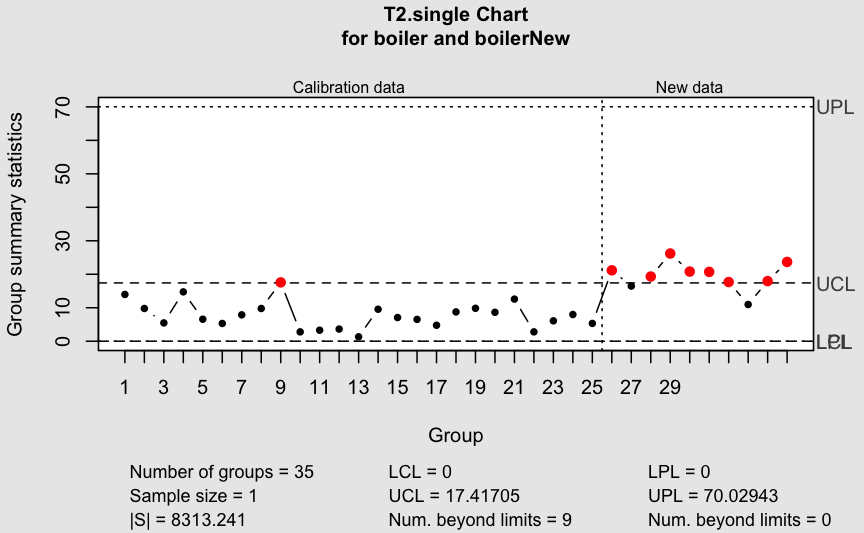 T2.single Chart
for boiler and boilerNew
Calibration data New data
Group summary statistics
70
50
30
10
0
UPL
UCL
LCL
LPL
1 3 5 7 9 11 13 15 17 19 21 23 25 27 29
Group
Number of groups = 35 LCL = 0 LPL = 0
Sample size = 1 UCL = 17.41705 UPL = 70.02943
|S| = 8313.241 Num. beyond limits = 9 Num. beyond limits = 0